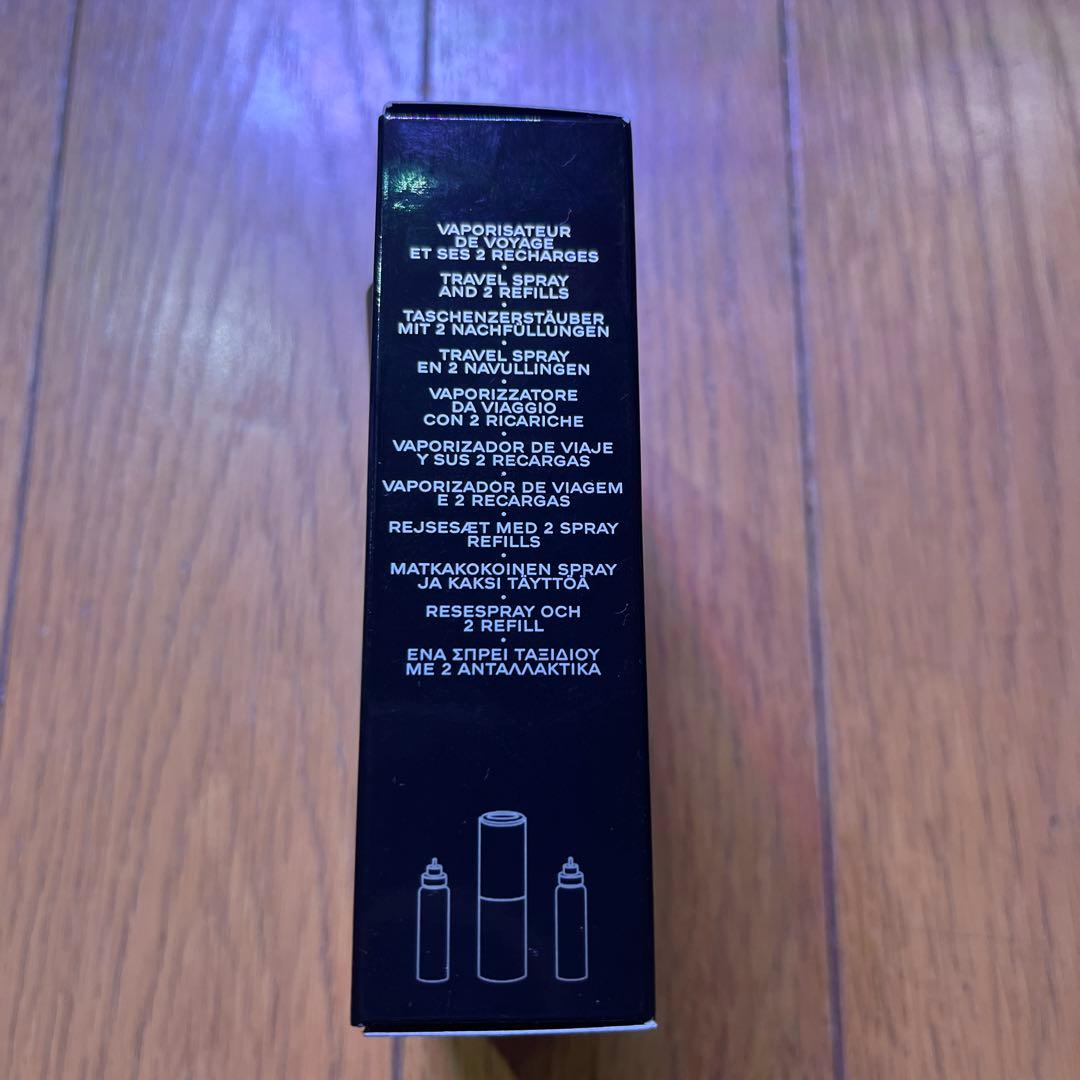 VAPORISATEUR
DE VOYAGE
ET SES 2 RECHARGES
•
TRAVEL SPRAY
AND 2 REFILLS
•
TASCHENZERSTÄUBER
MIT 2 NACHFÜLLUNGEN
•
TRAVEL SPRAY
EN 2 NAVULLINGEN
•
VAPORIZZATORE
DA VIAGGIO
CON 2 RICARICHE
•
VAPORIZADOR DE VIAJE
Y SUS 2 RECARGAS
•
VAPORIZADOR DE VIAGEM
E 2 RECARGAS
•
REJSESÆT MED 2 SPRAY
REFILLS
•
MATKAKOKOINEN SPRAY
JA KAKSI TÄYTTÖÄ
•
RESESPRAY OCH
2 REFILL
•
ΕΝΑ ΣΠΡΕΪ ΤΑΞΙΔΙΟΥ
ΜΕ 2 ΑΝΤΑΛΛΑΚΤΙΚΑ